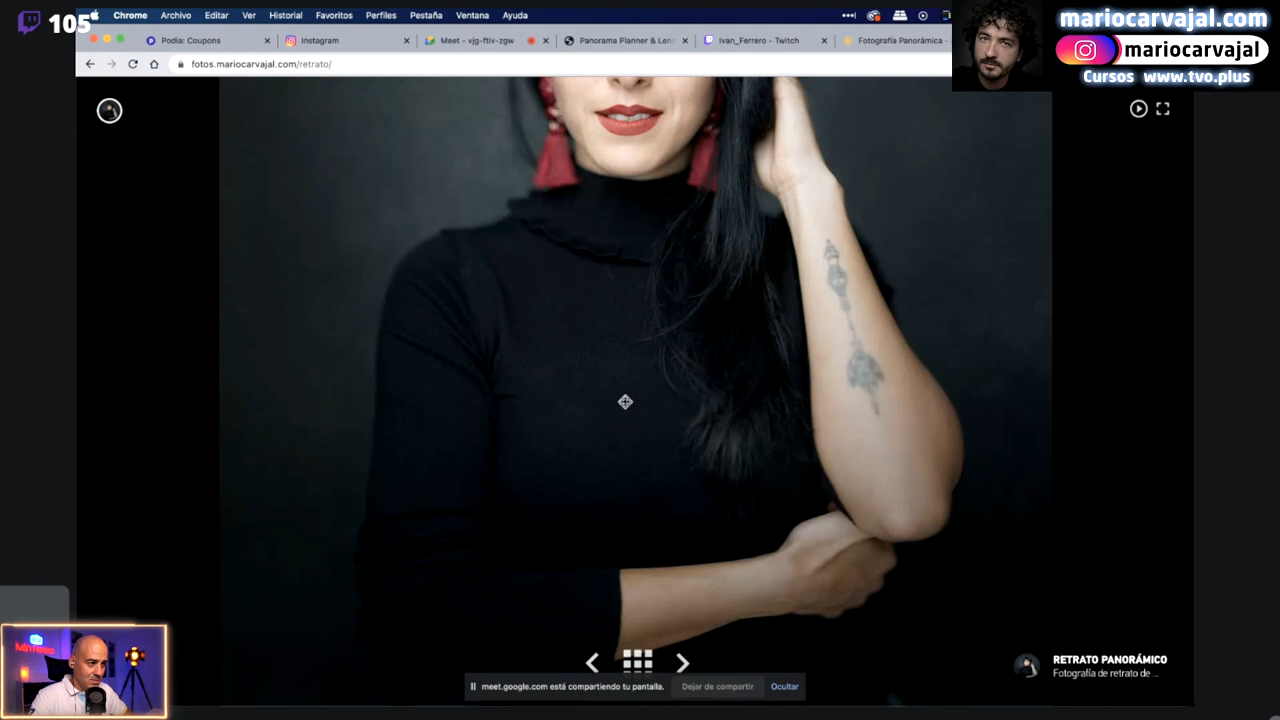 105
Chrome Archivo Editar Ver Historial Favoritos Perfiles Pestaña Ventana Ayuda
Podia: Coupons
Instagram
Meet - vjg-ftiv-zgw
Panorama Planner & Len
Ivan_Ferrero - Twitch
Fotografía Panorámica -
fotos.mariocarvajal.com/retrato/
mariocarvajal.com
mariocarvajal
Cursos www.tvo.plus
RETRATO PANORÁMICO
Fotografía de retrato de ...
meet.google.com está compartiendo tu pantalla. Dejar de compartir Ocultar